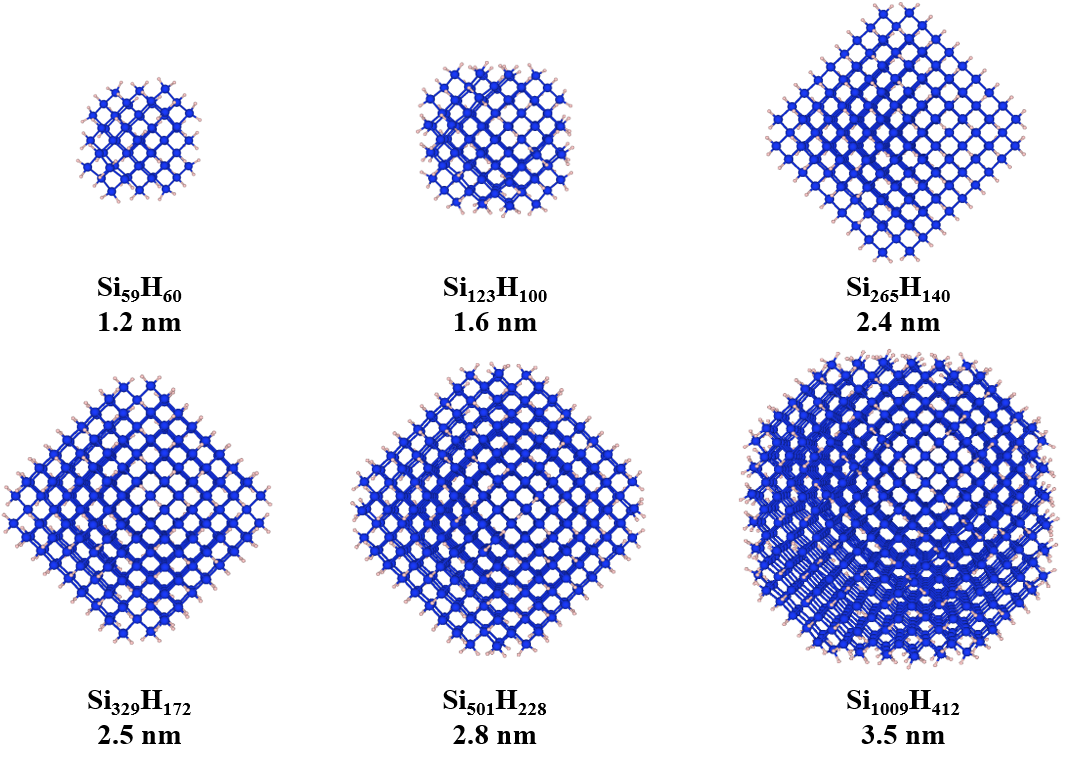 Si₅₉H₆₀
1.2 nm
Si₁₂₃H₁₀₀
1.6 nm
Si₂₆₅H₁₄₀
2.4 nm
Si₃₂₉H₁₇₂
2.5 nm
Si₅₀₁H₂₂₈
2.8 nm
Si₁₀₀₉H₄₁₂
3.5 nm